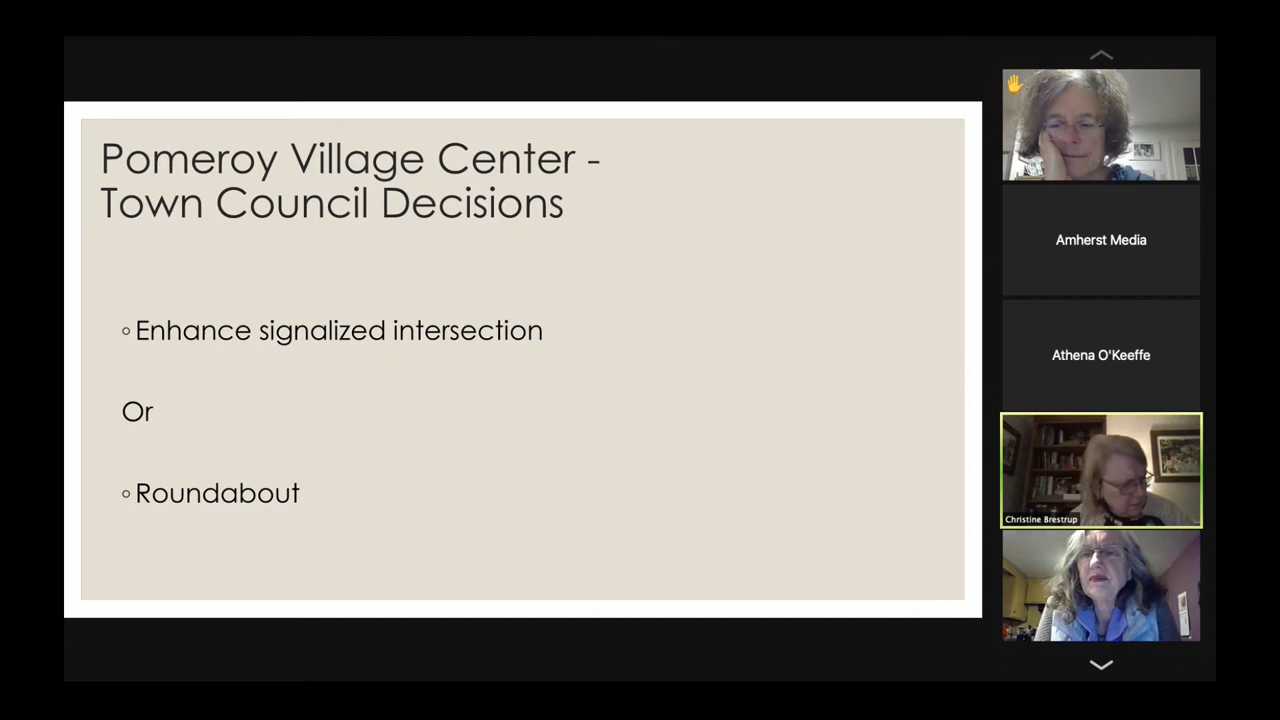 Pomeroy Village Center -
Town Council Decisions
◦ Enhance signalized intersection
Or
◦ Roundabout
Amherst Media
Athena O'Keeffe
Christine Brestrup